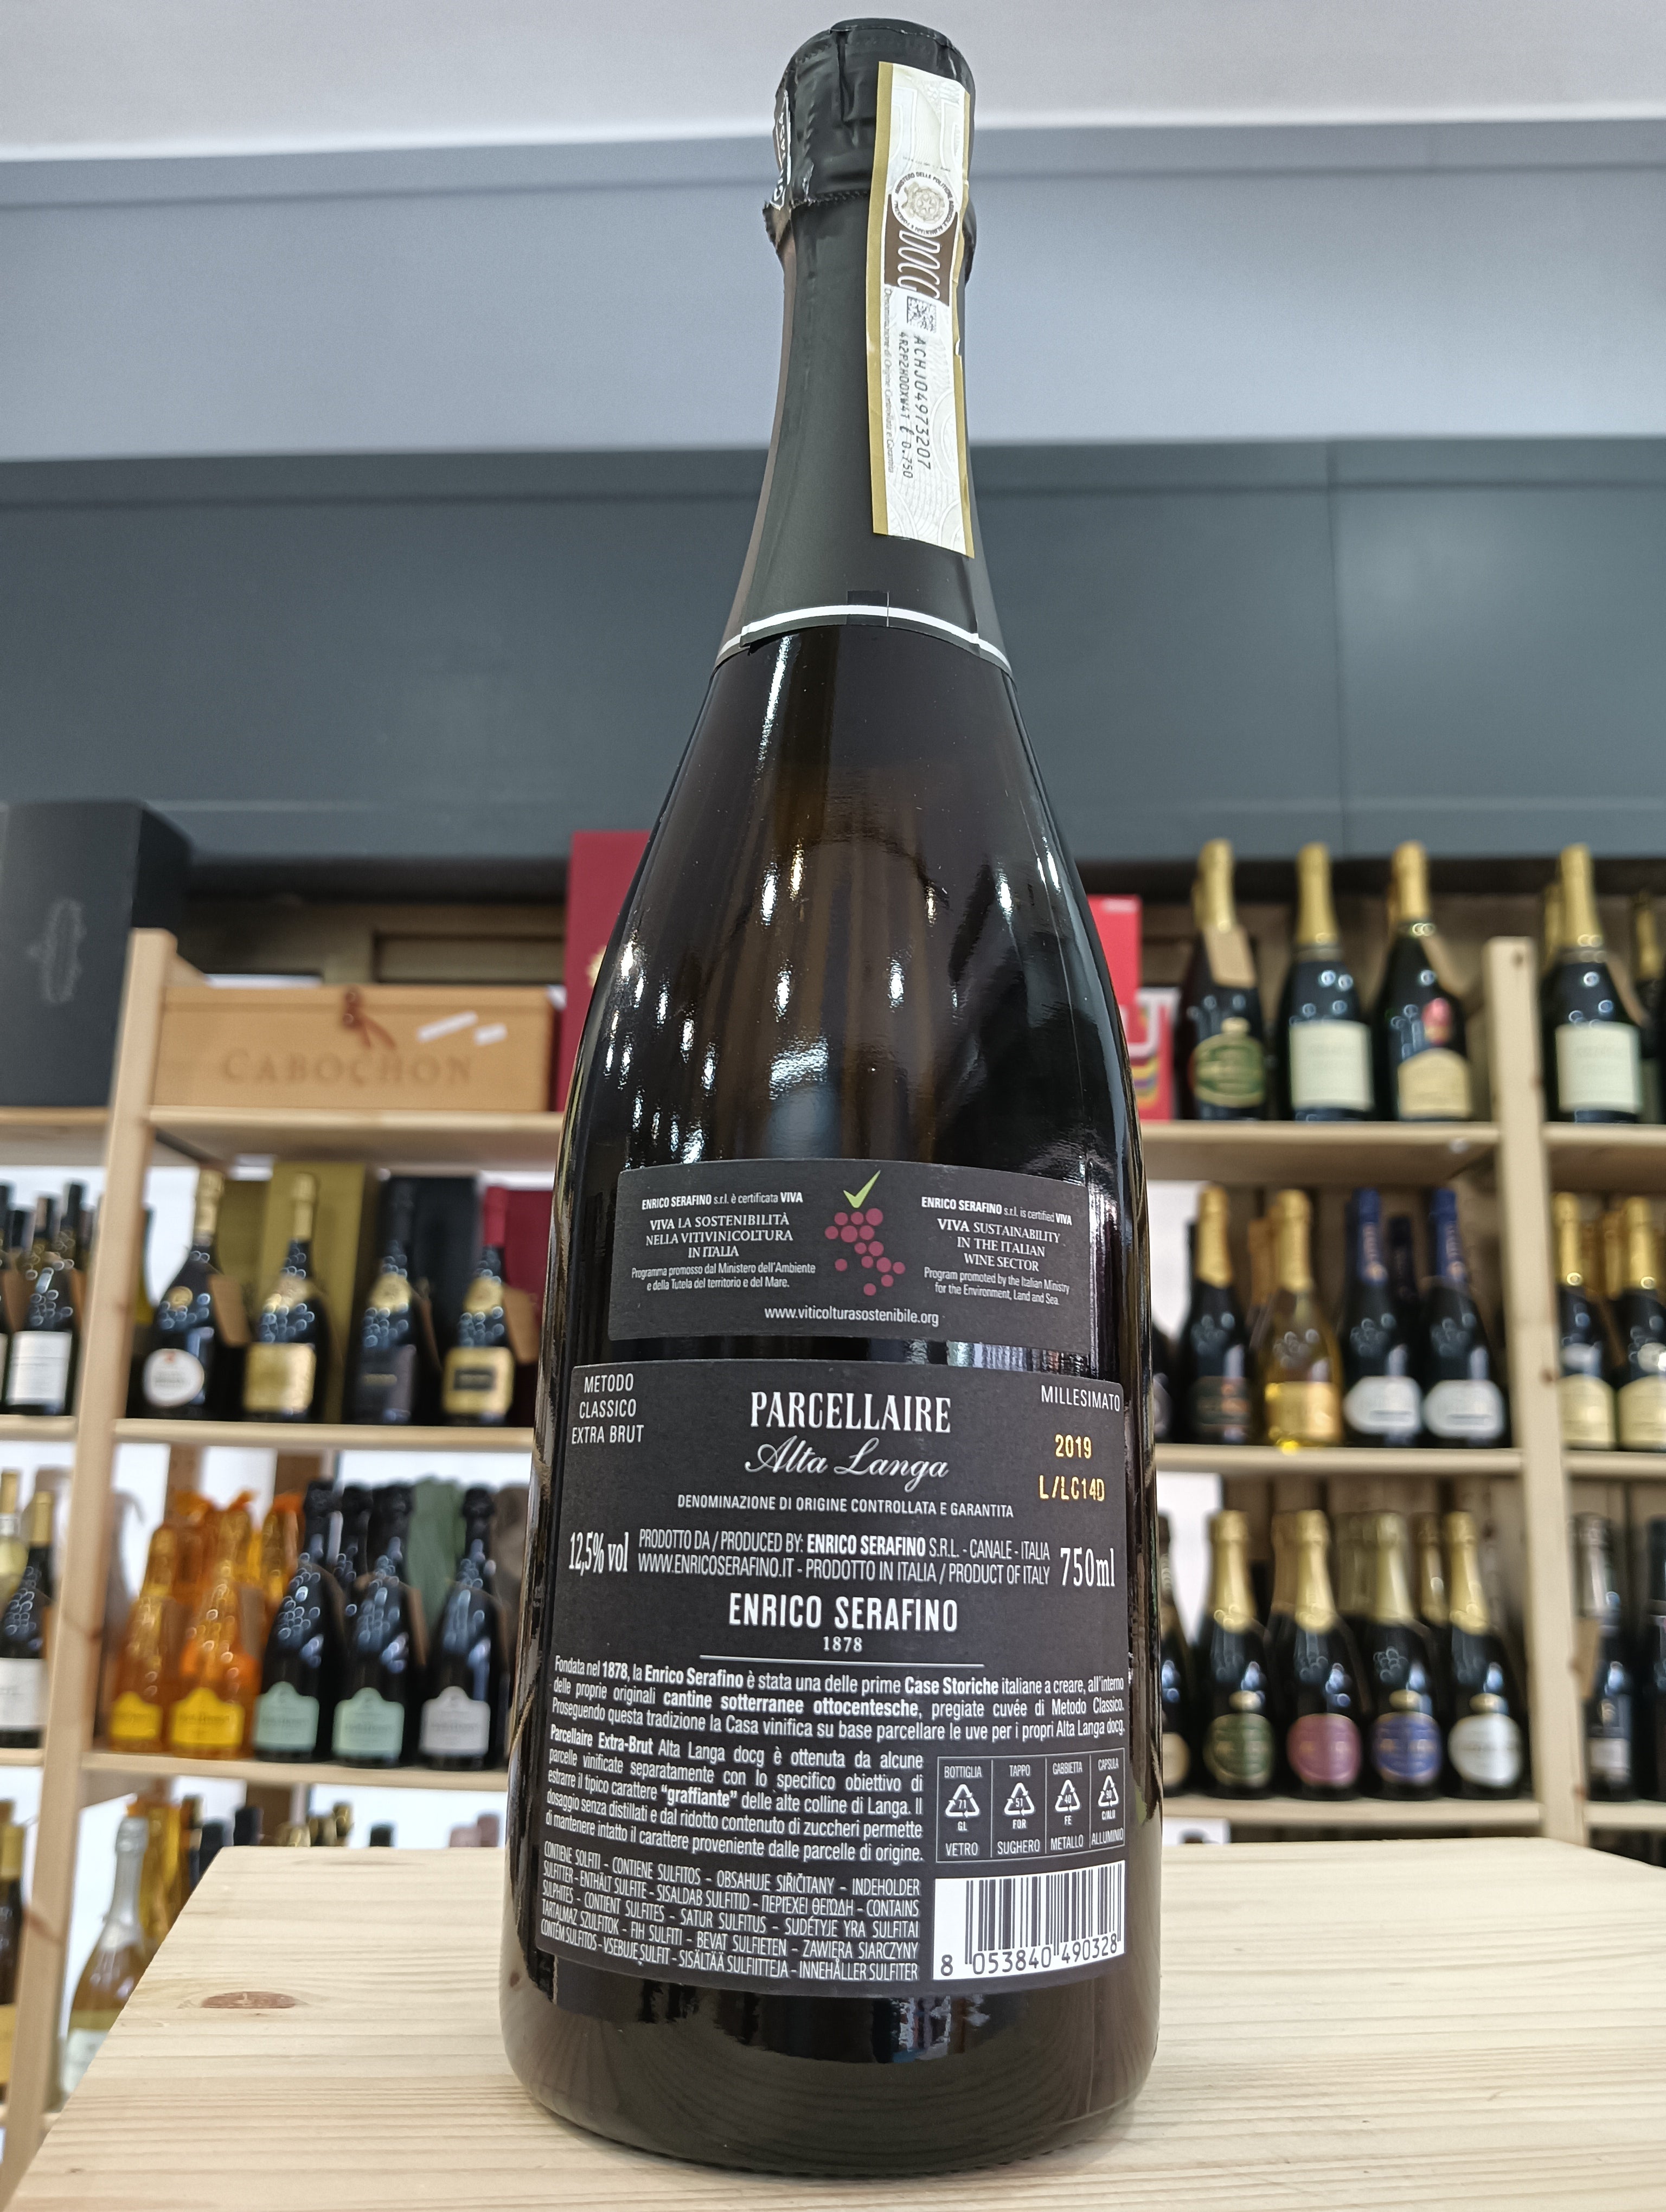 DOCG
ACHJ04973207
4R2P2H0OXW4T ℓ 0.750
Denominazione di Origine Controllata e Garantita
CABOCHON
ENRICO SERAFINO s.r.l. è certificata VIVA
VIVA LA SOSTENIBILITÀ
NELLA VITIVINICOLTURA
IN ITALIA
Programma promosso dal Ministero dell'Ambiente
e della Tutela del territorio e del Mare.
ENRICO SERAFINO s.r.l. is certified VIVA
VIVA SUSTAINABILITY
IN THE ITALIAN
WINE SECTOR
Program promoted by the Italian Ministry
for the Environment, Land and Sea.
www.viticolturasostenibile.org
METODO
CLASSICO
EXTRA BRUT
PARCELLAIRE
Alta Langa
MILLESIMATO
2019
L/LC14D
DENOMINAZIONE DI ORIGINE CONTROLLATA E GARANTITA
12,5% vol
PRODOTTO DA / PRODUCED BY: ENRICO SERAFINO S.R.L. - CANALE - ITALIA
WWW.ENRICOSERAFINO.IT - PRODOTTO IN ITALIA / PRODUCT OF ITALY
750ml
ENRICO SERAFINO
1878
Fondata nel 1878, la Enrico Serafino è stata una delle prime Case Storiche italiane a creare, all'interno
delle proprie originali cantine sotterranee ottocentesche, pregiate cuvée di Metodo Classico.
Proseguendo questa tradizione la Casa vinifica su base parcellare le uve per i propri Alta Langa docg.
Parcellaire Extra-Brut Alta Langa docg è ottenuta da alcune
parcelle vinificate separatamente con lo specifico obiettivo di
estrarre il tipico carattere "graffiante" delle alte colline di Langa. Il
dosaggio senza distillati e dal ridotto contenuto di zuccheri permette
di mantenere intatto il carattere proveniente dalle parcelle di origine.
BOTTIGLIA TAPPO GABBIETTA CAPSULA
71 51 40 90
GL FOR FE C/ALU
VETRO SUGHERO METALLO ALLUMINIO
CONTIENE SOLFITI - CONTIENE SULFITOS - OBSAHUJE SIŘIČITANY - INDEHOLDER
SULFITTER - ENTHÄLT SULFITE - SISALDAB SULFITID - ΠΕΡΙΕΧΕΙ ΘΕΙΩΔΗ - CONTAINS
SULPHITES - CONTIENT SULFITES - SATUR SULFITUS - SUDĖTYJE YRA SULFITAI
TARTALMAZ SZULFITOK - FIH SULFITI - BEVAT SULFIETEN - ZAWIERA SIARCZYNY
CONTÉM SULFITOS - VSEBUJE SULFIT - SISÄLTÄÄ SULFIITTEJA - INNEHÅLLER SULFITER
8 053840 490328